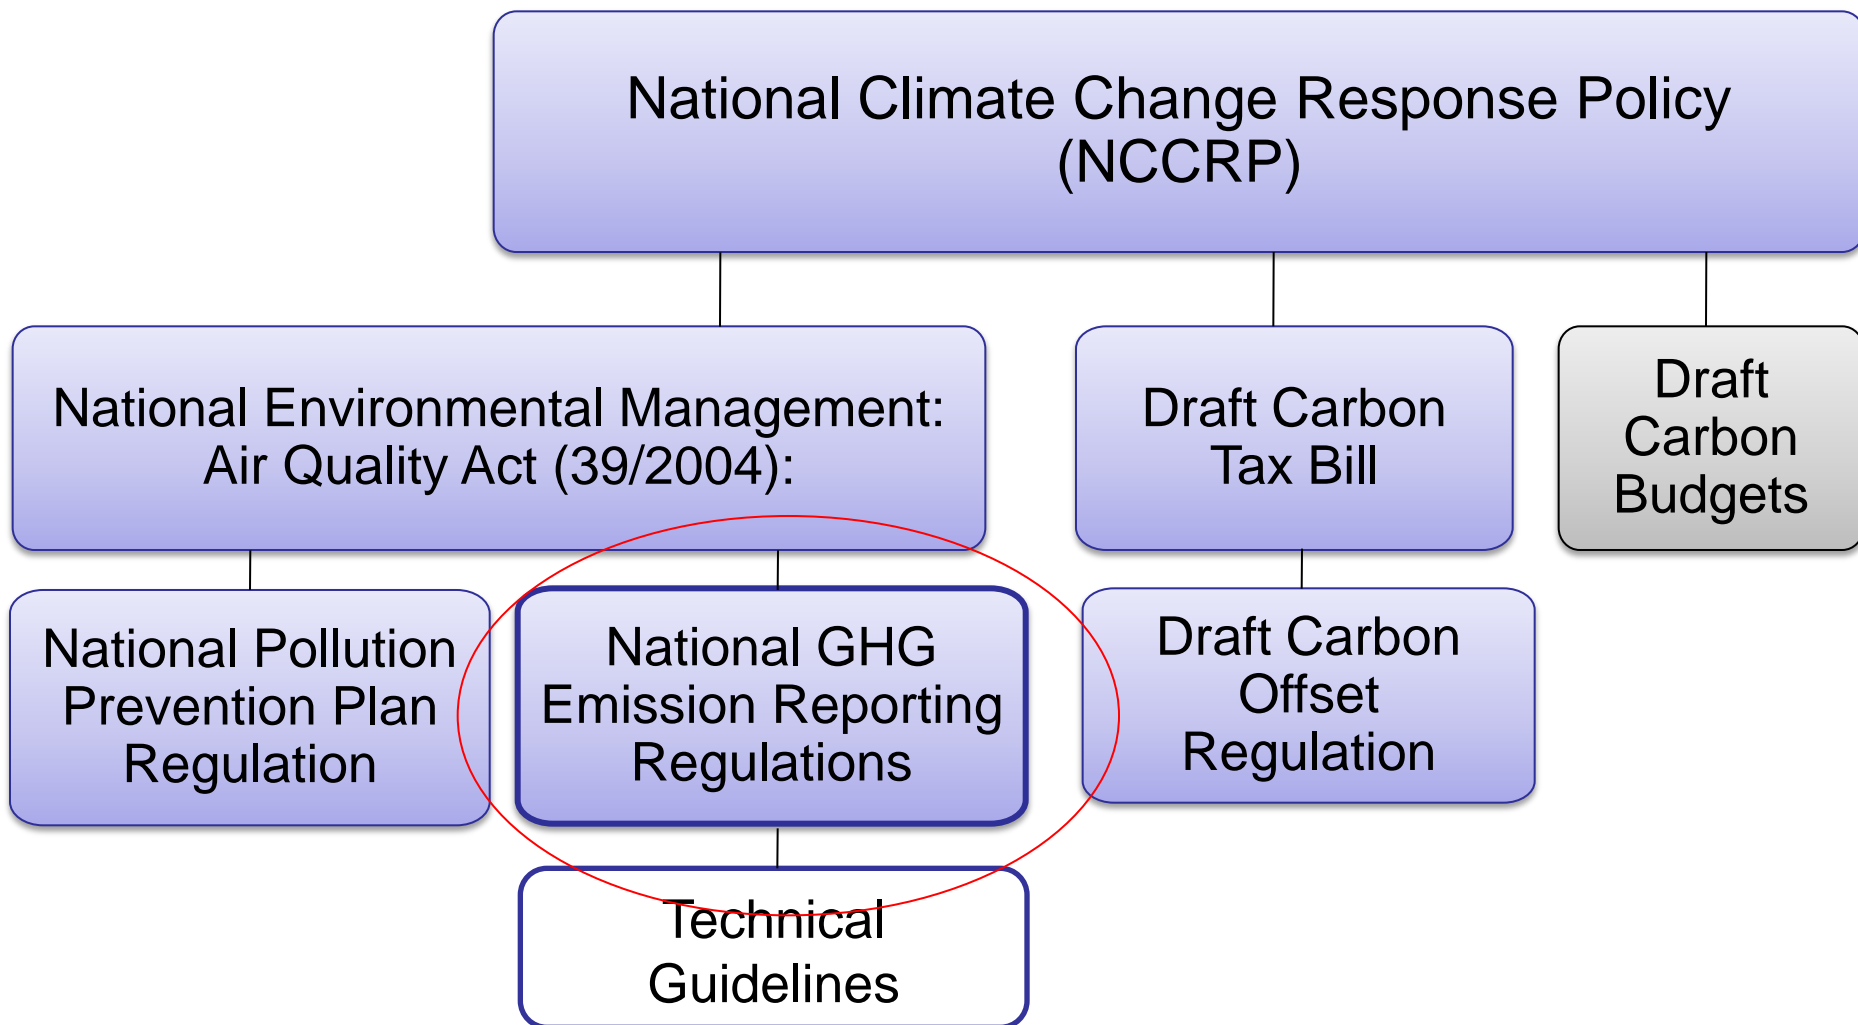 National Climate Change Response Policy
(NCCRP)
National Environmental Management:
Air Quality Act (39/2004):
Draft Carbon
Tax Bill
Draft
Carbon
Budgets
National Pollution
Prevention Plan
Regulation
National GHG
Emission Reporting
Regulations
Draft Carbon
Offset
Regulation
Technical
Guidelines